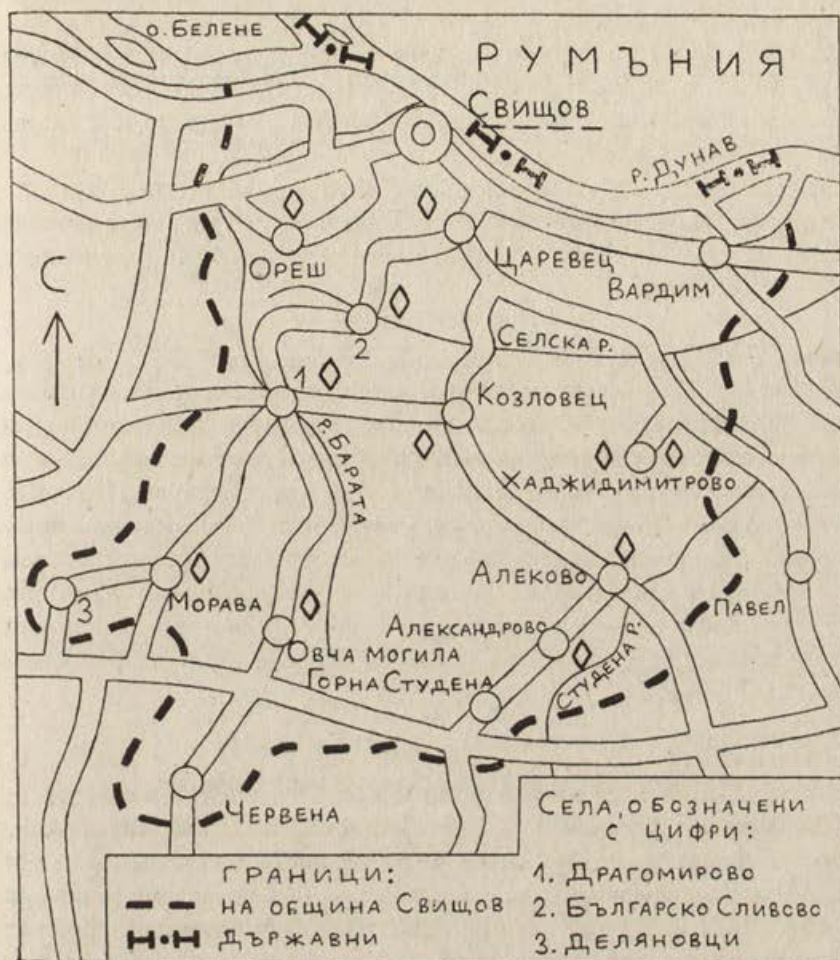 о. БЕЛЕНЕ
РУМЪНИЯ
СВИЩОВ
р. ДУНАВ
С
ОРЕШ
ЦАРЕВЕЦ
ВАРДИМ
2
СЕЛСКА Р.
1
КОЗЛОВЕЦ
Р. БАРАТА
ХАДЖИДИМИТРОВО
АЛЕКОВО
3
МОРАВА
ПАВЕЛ
АЛЕКСАНДРОВО
ОВЧА МОГИЛА
ГОРНА СТУДЕНА
СТУДЕНА Р.
ЧЕРВЕНА
СЕЛА, ОБОЗНАЧЕНИ
С ЦИФРИ:
1. ДРАГОМИРОВО
2. БЪЛГАРСКО СЛИВОВО
3. ДЕЛЯНОВЦИ
ГРАНИЦИ:
НА ОБЩИНА СВИЩОВ
ДЪРЖАВНИ